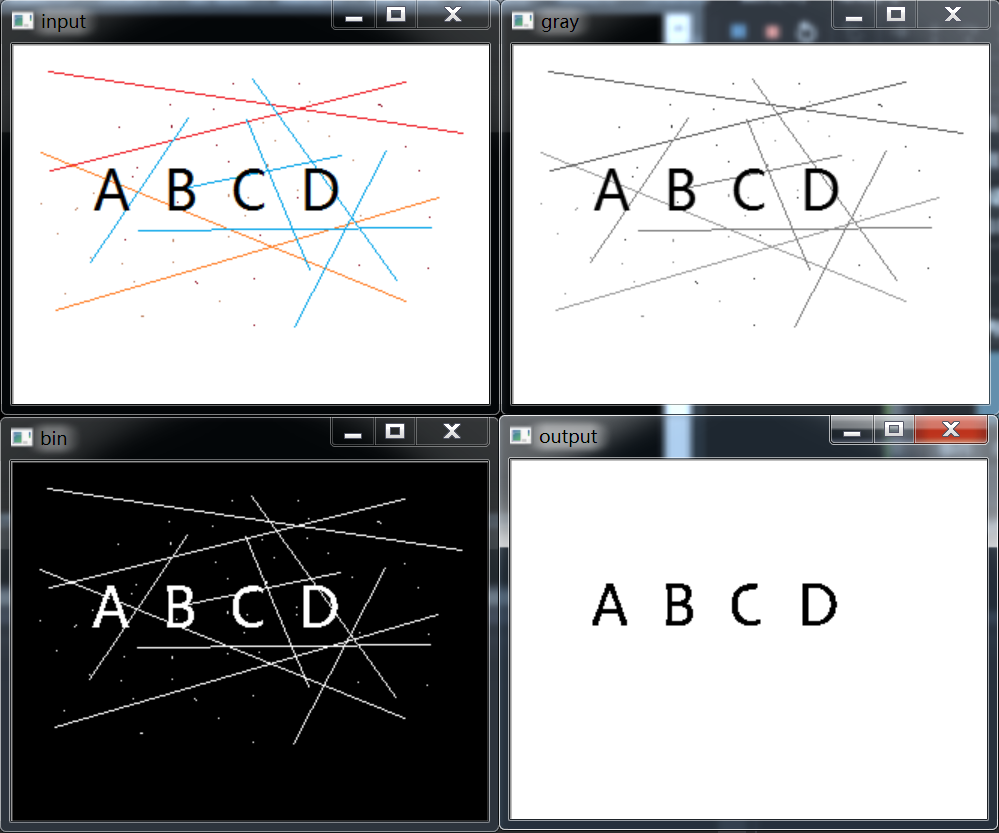 input
gray
A B C D
A B C D
bin
output
A B C D
A B C D